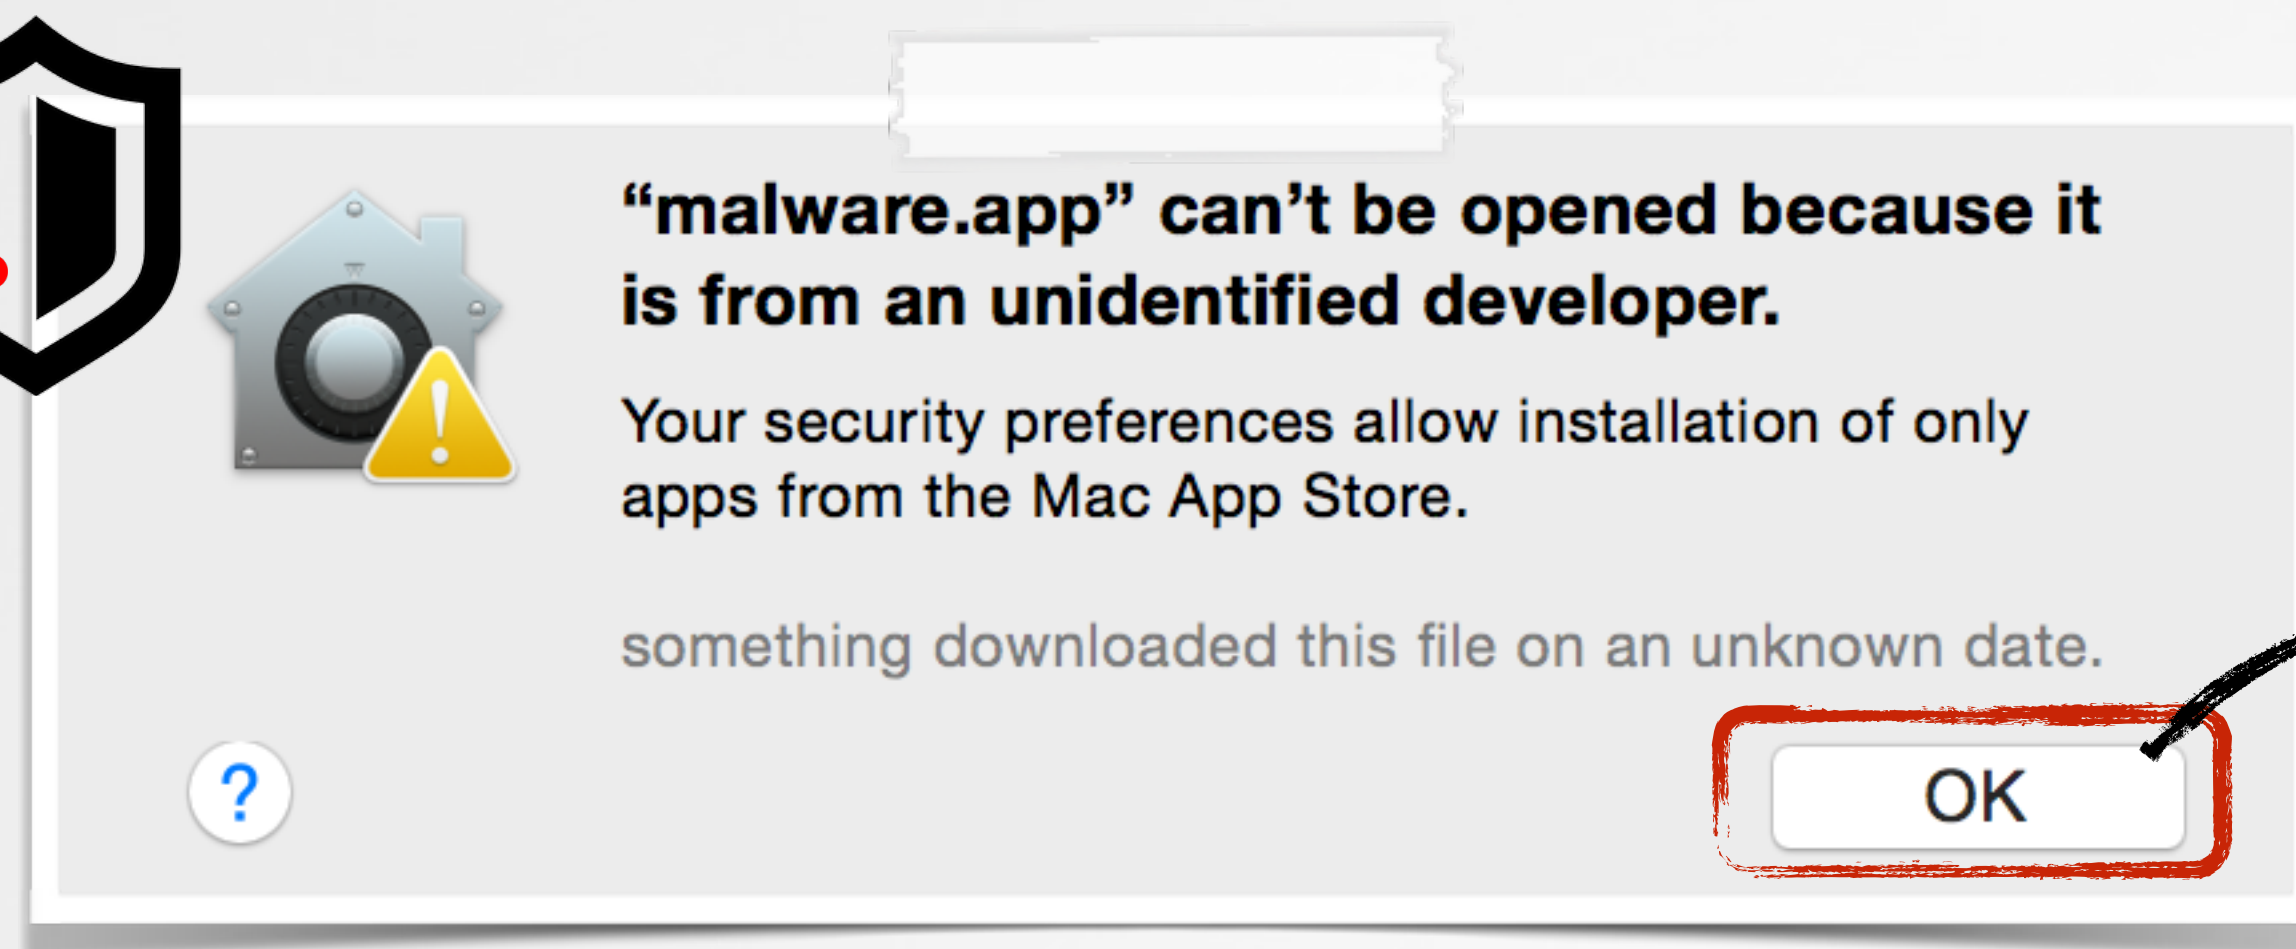 “malware.app” can’t be opened because it
is from an unidentified developer.
Your security preferences allow installation of only
apps from the Mac App Store.
something downloaded this file on an unknown date.
?
OK